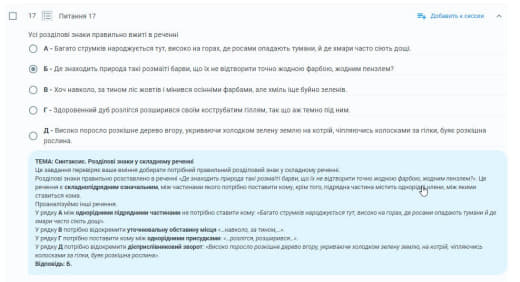 17 Питання 17 Добавить к сессии
Усі розділові знаки правильно вжиті в реченні
А - Багато струмків народжується тут, високо на горах, де росами опадають тумани, й де хмари часто сіють дощі.
Б - Де знаходить природа такі розмаїті барви, що їх не відтворити точно жодною фарбою, жодним пензлем?
В - Хоч навколо, за тином ліс жовтів і мінився осінніми фарбами, але хміль іще буйно зеленів.
Г - Здоровенний дуб розлігся розширився своїм кострубатим гіллям, так що аж темно під ним.
Д - Високо поросло розкішне дерево вгору, укриваючи холодком зелену землю на котрій, чіпляючись колосками за гілки, буяє розкішна
рослина.
ТЕМА: Синтаксис. Розділові знаки у складному реченні
Це завдання перевіряє ваше вміння добирати потрібний правильний розділовий знак у складному реченні.
Розділові знаки правильно розставлено в реченні «Де знаходить природа такі розмаїті барви, що їх не відтворити точно жодною фарбою, жодним пензлем?». Це
речення є складнопідрядним означальним, між частинами якого потрібно поставити кому, крім того, підрядна частина містить однорідні члени, між якими
ставиться кома.
Проаналізуймо інші речення.
У рядку А між однорідними підрядними частинами не потрібно ставити кому: «Багато струмків народжується тут, високо на горах, де росами опадають тумани й де
хмари часто сіють дощі».
У рядку В потрібно відокремити уточнювальну обставину місця «...навколо, за тином,...».
У рядку Г потрібно поставити кому між однорідними присудками: «...розлігся, розширився...».
У рядку Д потрібно відокремити дієприслівниковий зворот: «Високо поросло розкішне дерево вгору, укриваючи холодком зелену землю, на котрій, чіпляючись
колосками за гілки, буяє розкішна рослина».
Відповідь: Б.